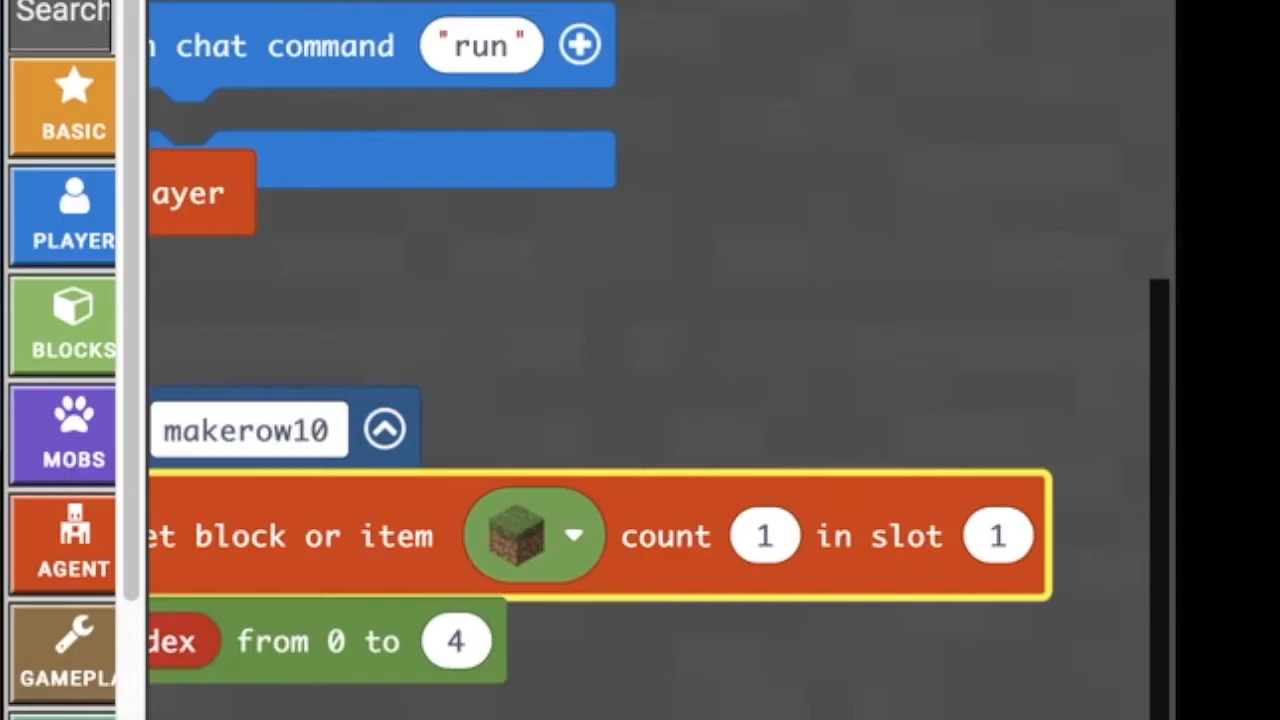 Search
chat command "run"
BASIC
ayer
PLAYER
BLOCKS
makerow10
MOBS
et block or item count 1 in slot 1
AGENT
dex from 0 to 4
GAMEPLA